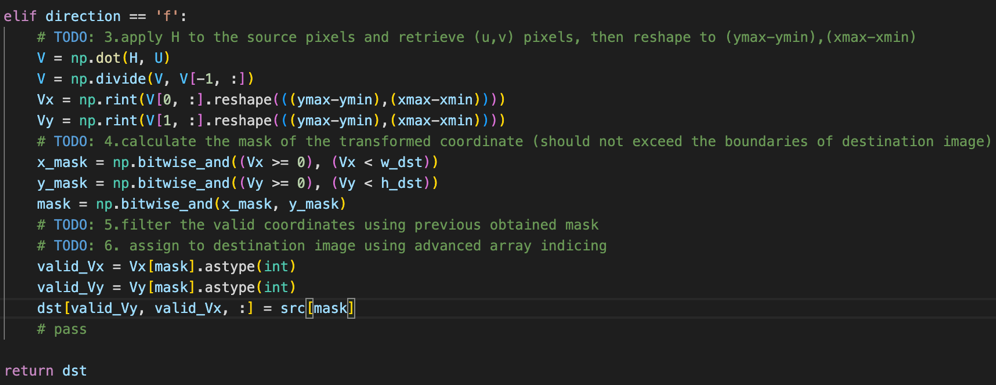 elif direction == 'f':
# TODO: 3.apply H to the source pixels and retrieve (u,v) pixels, then reshape to (ymax-ymin),(xmax-xmin)
V = np.dot(H, U)
V = np.divide(V, V[-1, :])
Vx = np.rint(V[0, :].reshape(((ymax-ymin),(xmax-xmin))))
Vy = np.rint(V[1, :].reshape(((ymax-ymin),(xmax-xmin))))
# TODO: 4.calculate the mask of the transformed coordinate (should not exceed the boundaries of destination image)
x_mask = np.bitwise_and((Vx >= 0), (Vx < w_dst))
y_mask = np.bitwise_and((Vy >= 0), (Vy < h_dst))
mask = np.bitwise_and(x_mask, y_mask)
# TODO: 5.filter the valid coordinates using previous obtained mask
# TODO: 6. assign to destination image using advanced array indicing
valid_Vx = Vx[mask].astype(int)
valid_Vy = Vy[mask].astype(int)
dst[valid_Vy, valid_Vx, :] = src[mask]
# pass
return dst